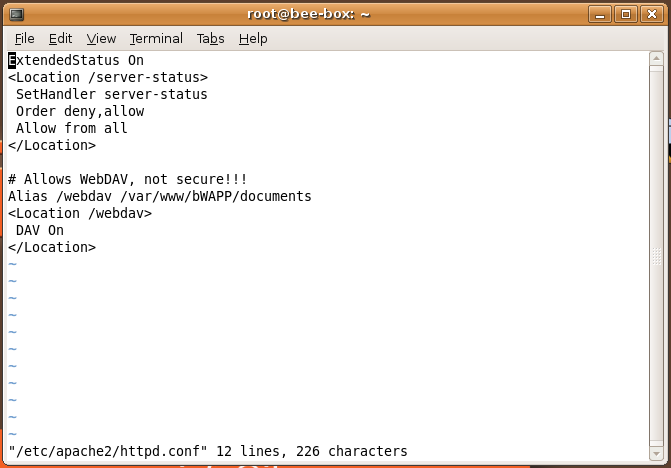 root@bee-box: ~
File Edit View Terminal Tabs Help
ExtendedStatus On
<Location /server-status>
 SetHandler server-status
 Order deny,allow
 Allow from all
</Location>

# Allows WebDAV, not secure!!!
Alias /webdav /var/www/bWAPP/documents
<Location /webdav>
 DAV On
</Location>
~
~
~
~
~
~
~
~
~
~
~
"/etc/apache2/httpd.conf" 12 lines, 226 characters